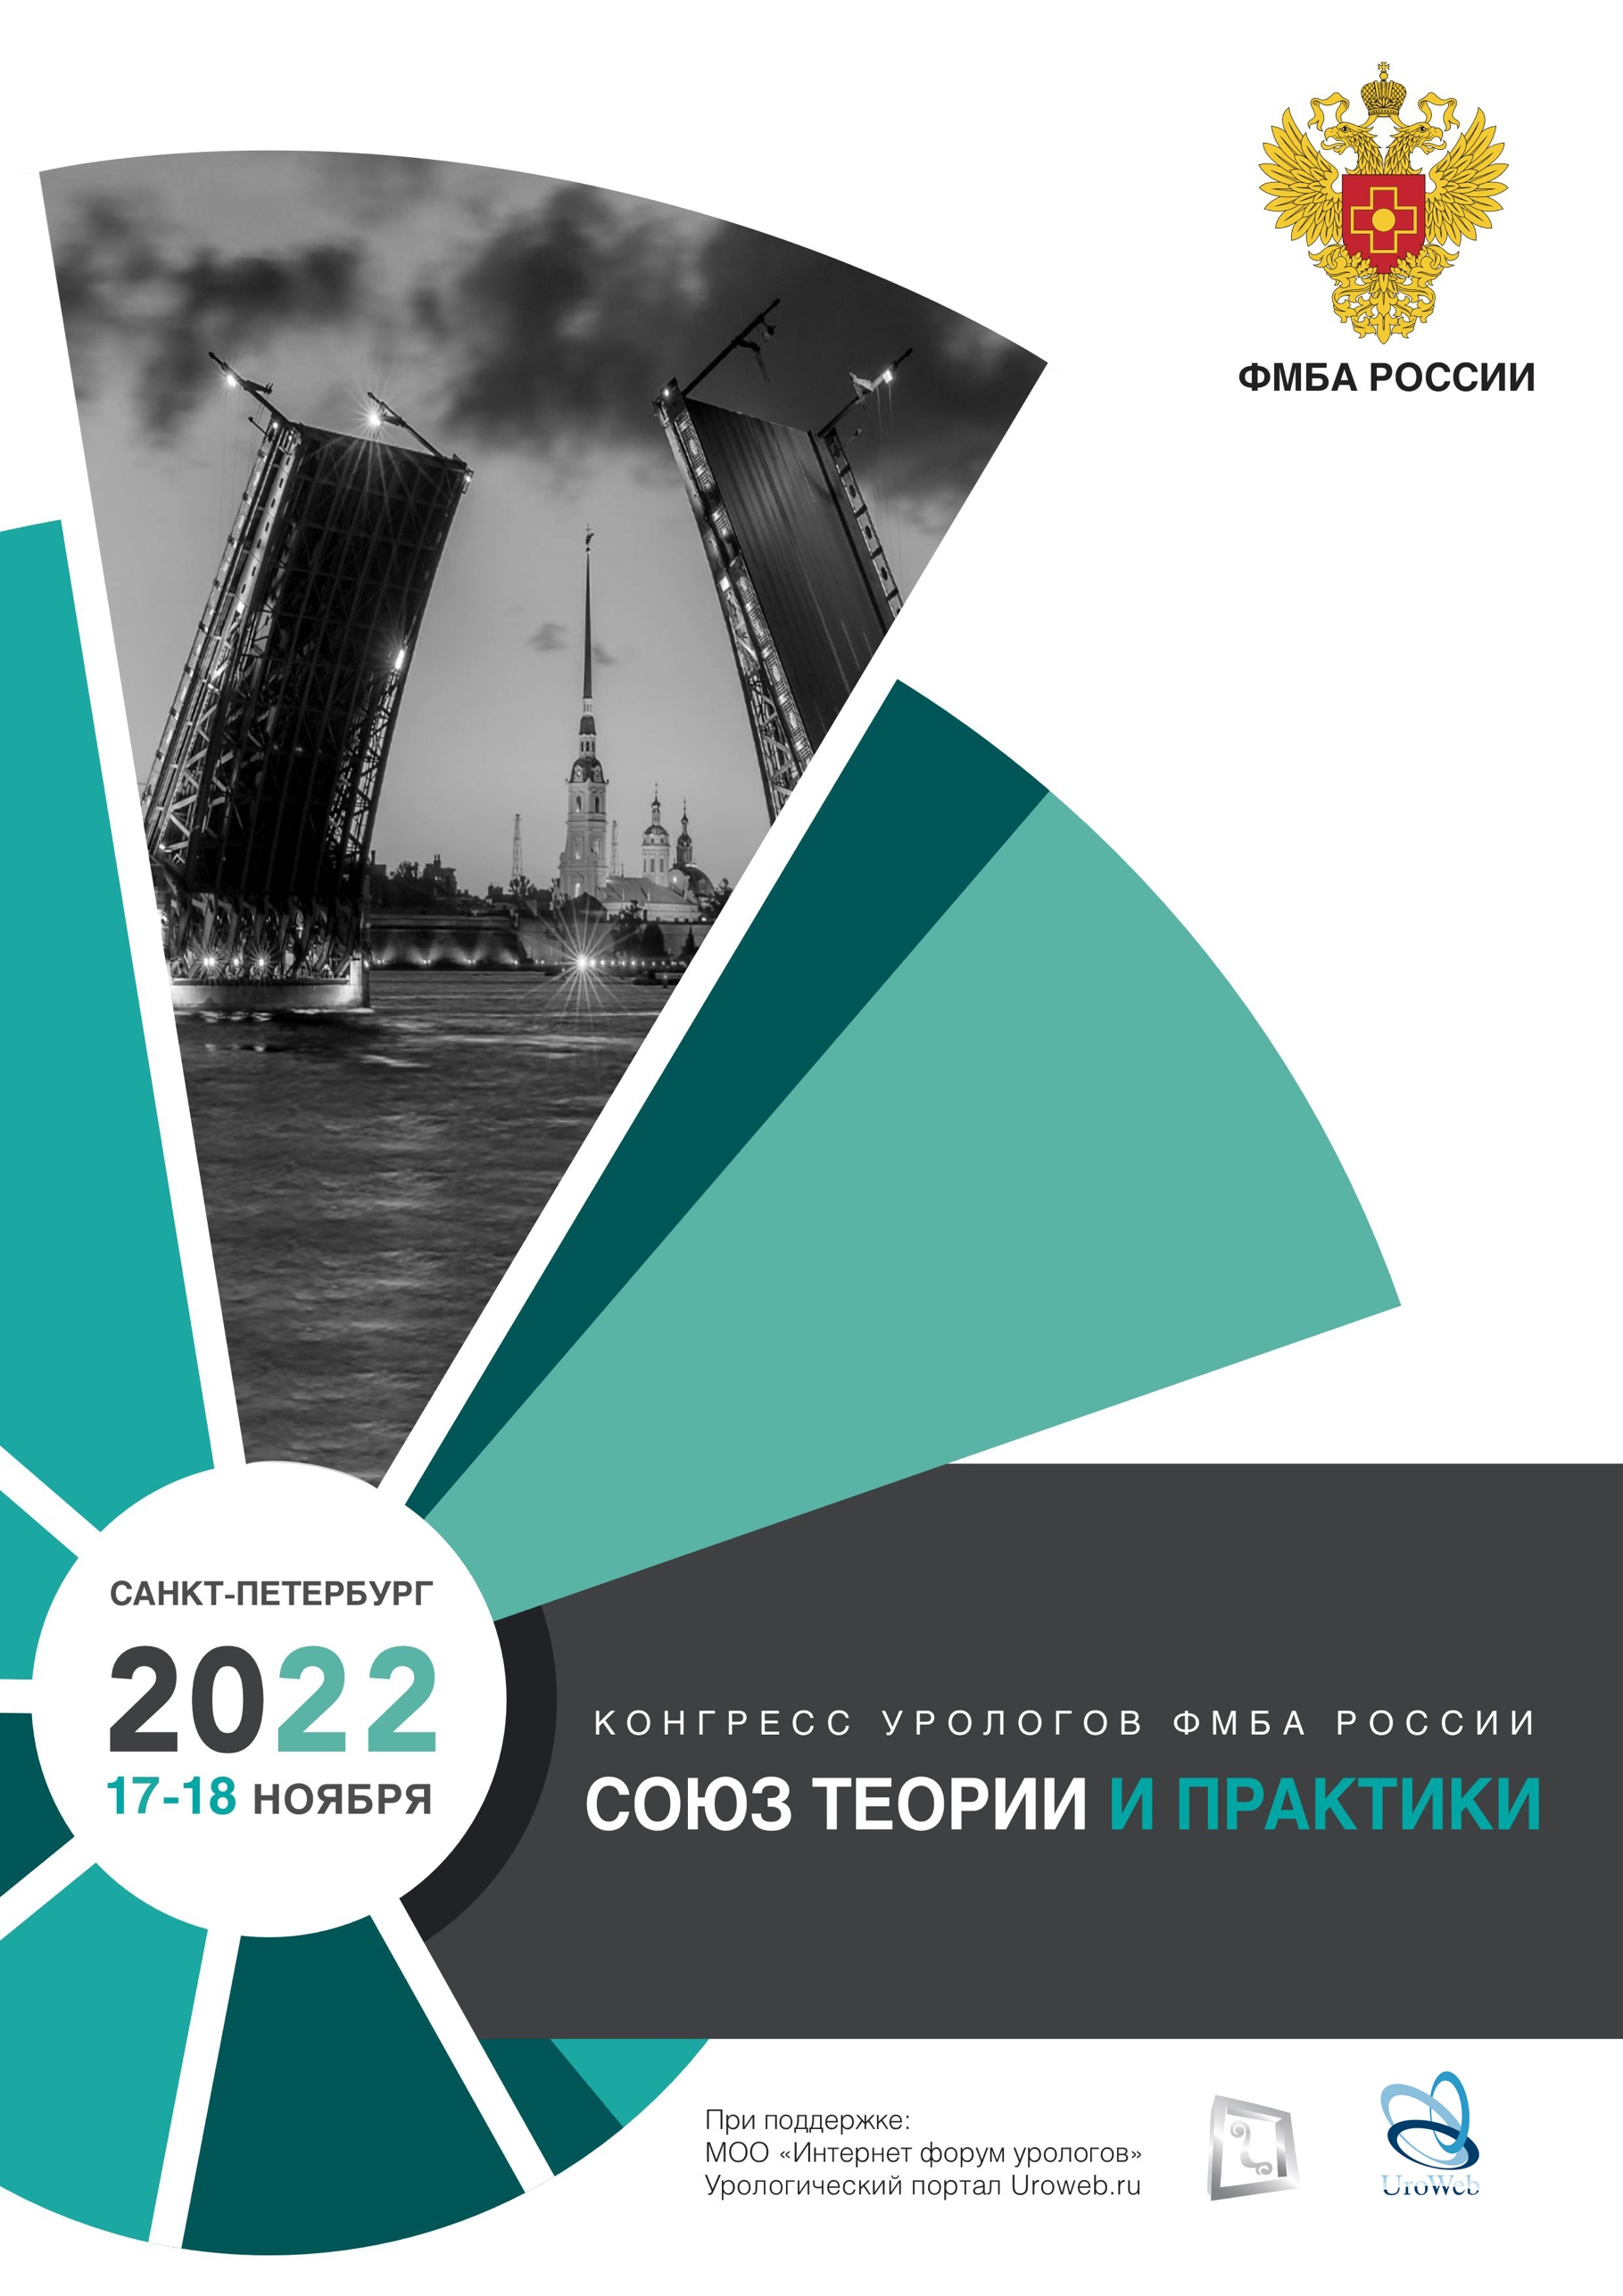 ФМБА РОССИИ
САНКТ-ПЕТЕРБУРГ
2022
17-18 НОЯБРЯ
КОНГРЕСС УРОЛОГОВ ФМБА РОССИИ
СОЮЗ ТЕОРИИ И ПРАКТИКИ
При поддержке:
МОО «Интернет форум урологов»
Урологический портал Uroweb.ru
UroWeb